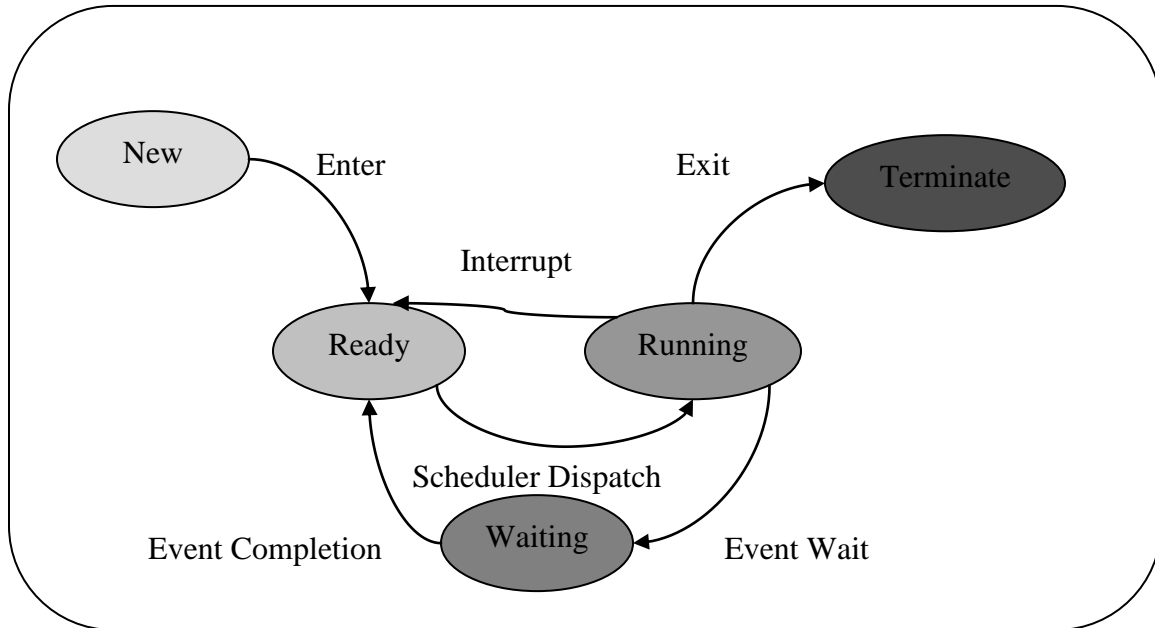 New
Enter
Exit
Terminate
Interrupt
Ready
Running
Scheduler Dispatch
Waiting
Event Completion
Event Wait